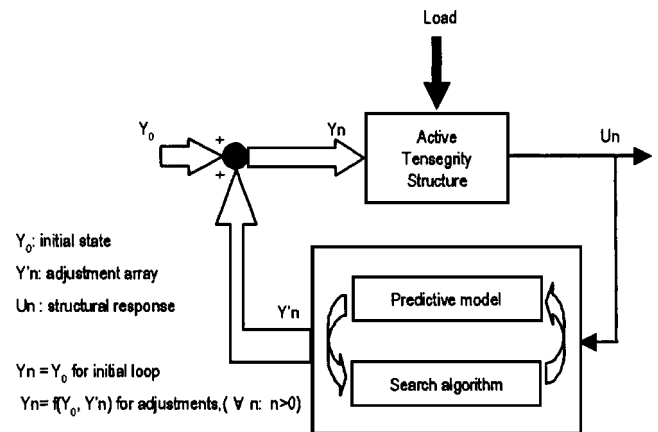 Load
Y₀
+
+
Yn
Active
Tensegrity
Structure
Un
Y₀: initial state
Y'n: adjustment array
Un : structural response
Y'n
Predictive model
Search algorithm
Yn = Y₀ for initial loop
Yn= f(Y₀, Y'n) for adjustments,( ∀ n: n>0)